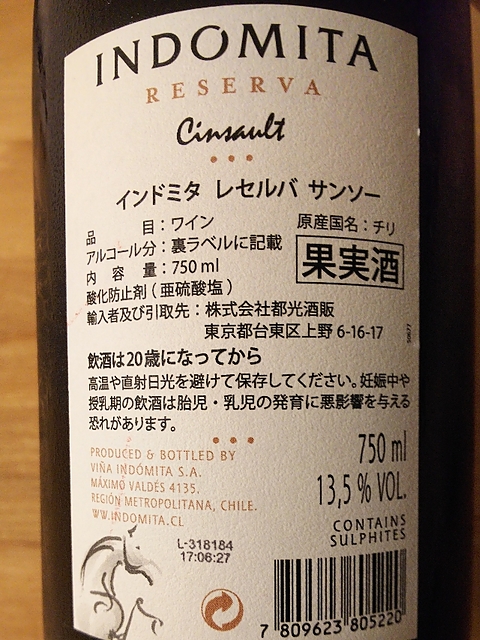 INDOMITA
RESERVA
Cinsault
インドミタ レセルバ サンソー
品目：ワイン
原産国名：チリ
アルコール分：裏ラベルに記載
果実酒
内容量：750 ml
酸化防止剤（亜硫酸塩）
輸入者及び引取先：株式会社都光酒販
東京都台東区上野 6-16-17
飲酒は20歳になってから
高温や直射日光を避けて保存してください。妊娠中や
授乳期の飲酒は胎児・乳児の発育に悪影響を与える
恐れがあります。
PRODUCED & BOTTLED BY
VIÑA INDÓMITA S.A.
MÁXIMO VALDÉS 4135.
REGIÓN METROPOLITANA, CHILE.
WW.INDOMITA.CL
750 ml
13,5 % VOL.
CONTAINS
SULPHITES
L-318184
17:06:27
7 809623 805220